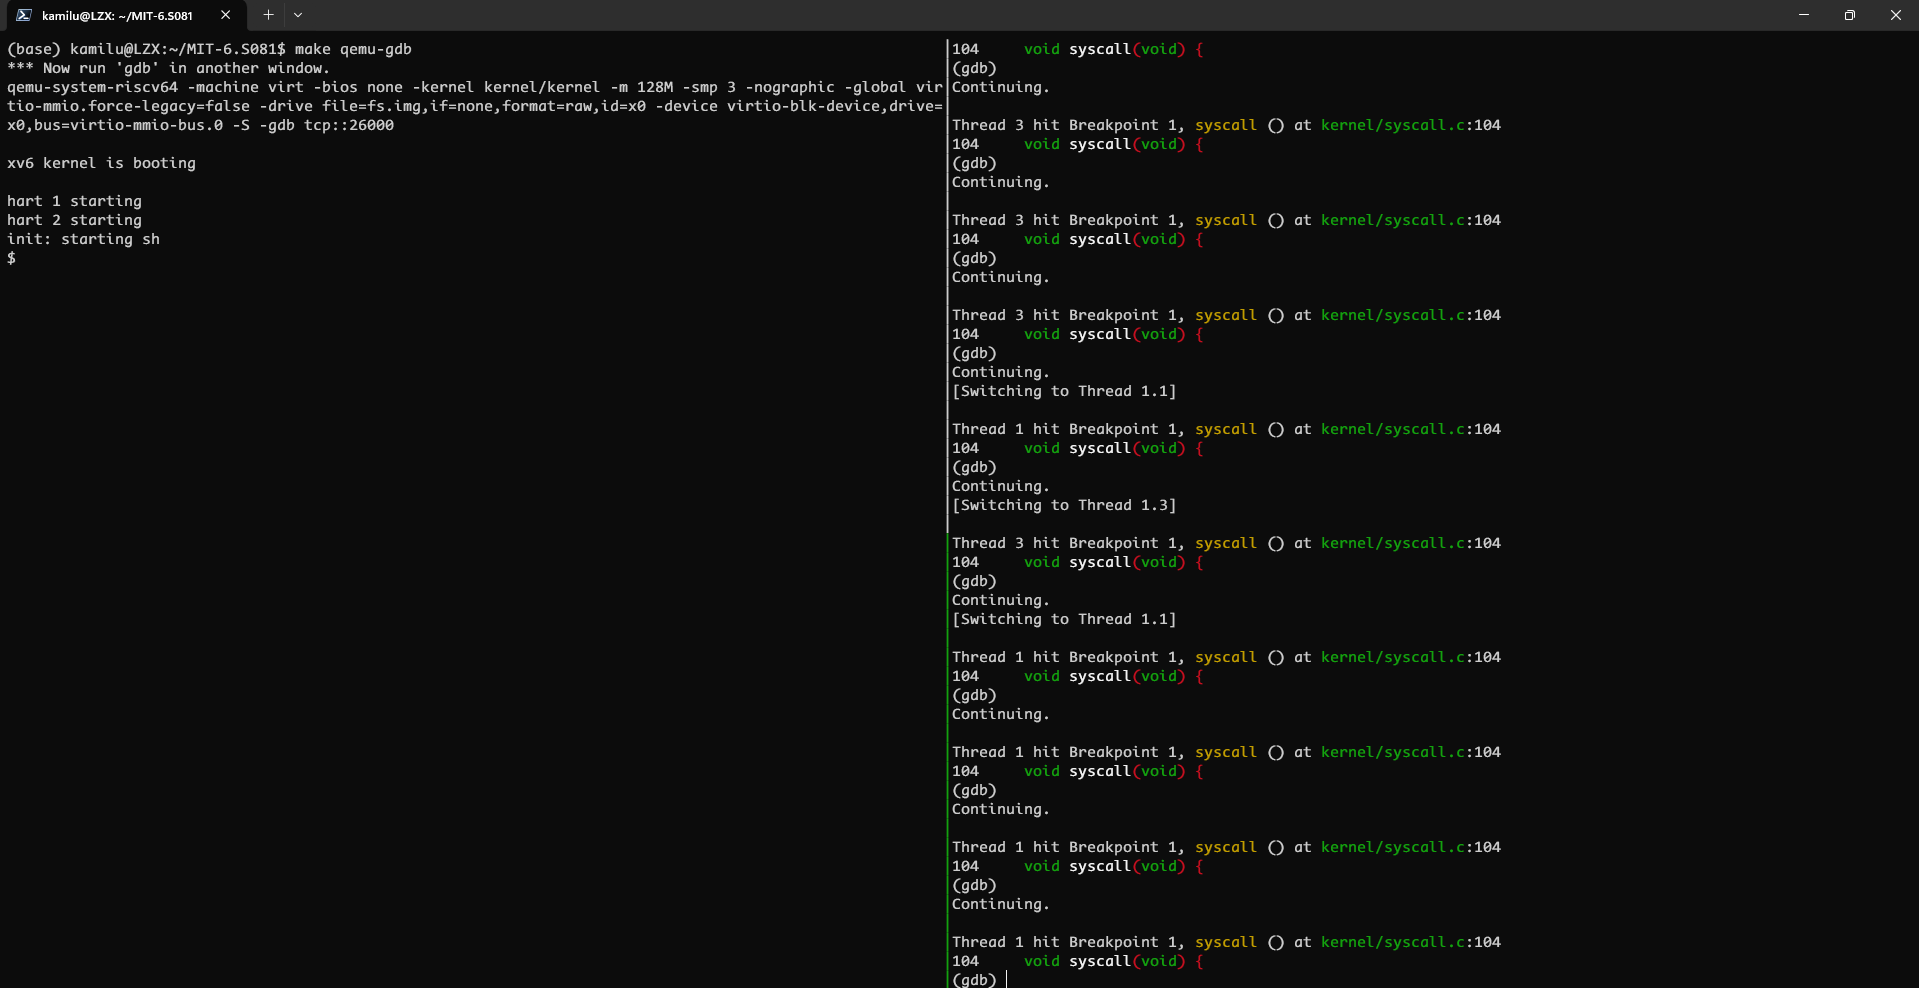 kamilu@LZX: ~/MIT-6.S081
(base) kamilu@LZX:~/MIT-6.S081$ make qemu-gdb
*** Now run 'gdb' in another window.
qemu-system-riscv64 -machine virt -bios none -kernel kernel/kernel -m 128M -smp 3 -nographic -global vir
tio-mmio.force-legacy=false -drive file=fs.img,if=none,format=raw,id=x0 -device virtio-blk-device,drive=
x0,bus=virtio-mmio-bus.0 -S -gdb tcp::26000
xv6 kernel is booting
hart 1 starting
hart 2 starting
init: starting sh
$
104     void syscall(void) {
(gdb)
Continuing.
Thread 3 hit Breakpoint 1, syscall () at kernel/syscall.c:104
104     void syscall(void) {
(gdb)
Continuing.
Thread 3 hit Breakpoint 1, syscall () at kernel/syscall.c:104
104     void syscall(void) {
(gdb)
Continuing.
Thread 3 hit Breakpoint 1, syscall () at kernel/syscall.c:104
104     void syscall(void) {
(gdb)
Continuing.
[Switching to Thread 1.1]
Thread 1 hit Breakpoint 1, syscall () at kernel/syscall.c:104
104     void syscall(void) {
(gdb)
Continuing.
[Switching to Thread 1.3]
Thread 3 hit Breakpoint 1, syscall () at kernel/syscall.c:104
104     void syscall(void) {
(gdb)
Continuing.
[Switching to Thread 1.1]
Thread 1 hit Breakpoint 1, syscall () at kernel/syscall.c:104
104     void syscall(void) {
(gdb)
Continuing.
Thread 1 hit Breakpoint 1, syscall () at kernel/syscall.c:104
104     void syscall(void) {
(gdb)
Continuing.
Thread 1 hit Breakpoint 1, syscall () at kernel/syscall.c:104
104     void syscall(void) {
(gdb)
Continuing.
Thread 1 hit Breakpoint 1, syscall () at kernel/syscall.c:104
104     void syscall(void) {
(gdb)